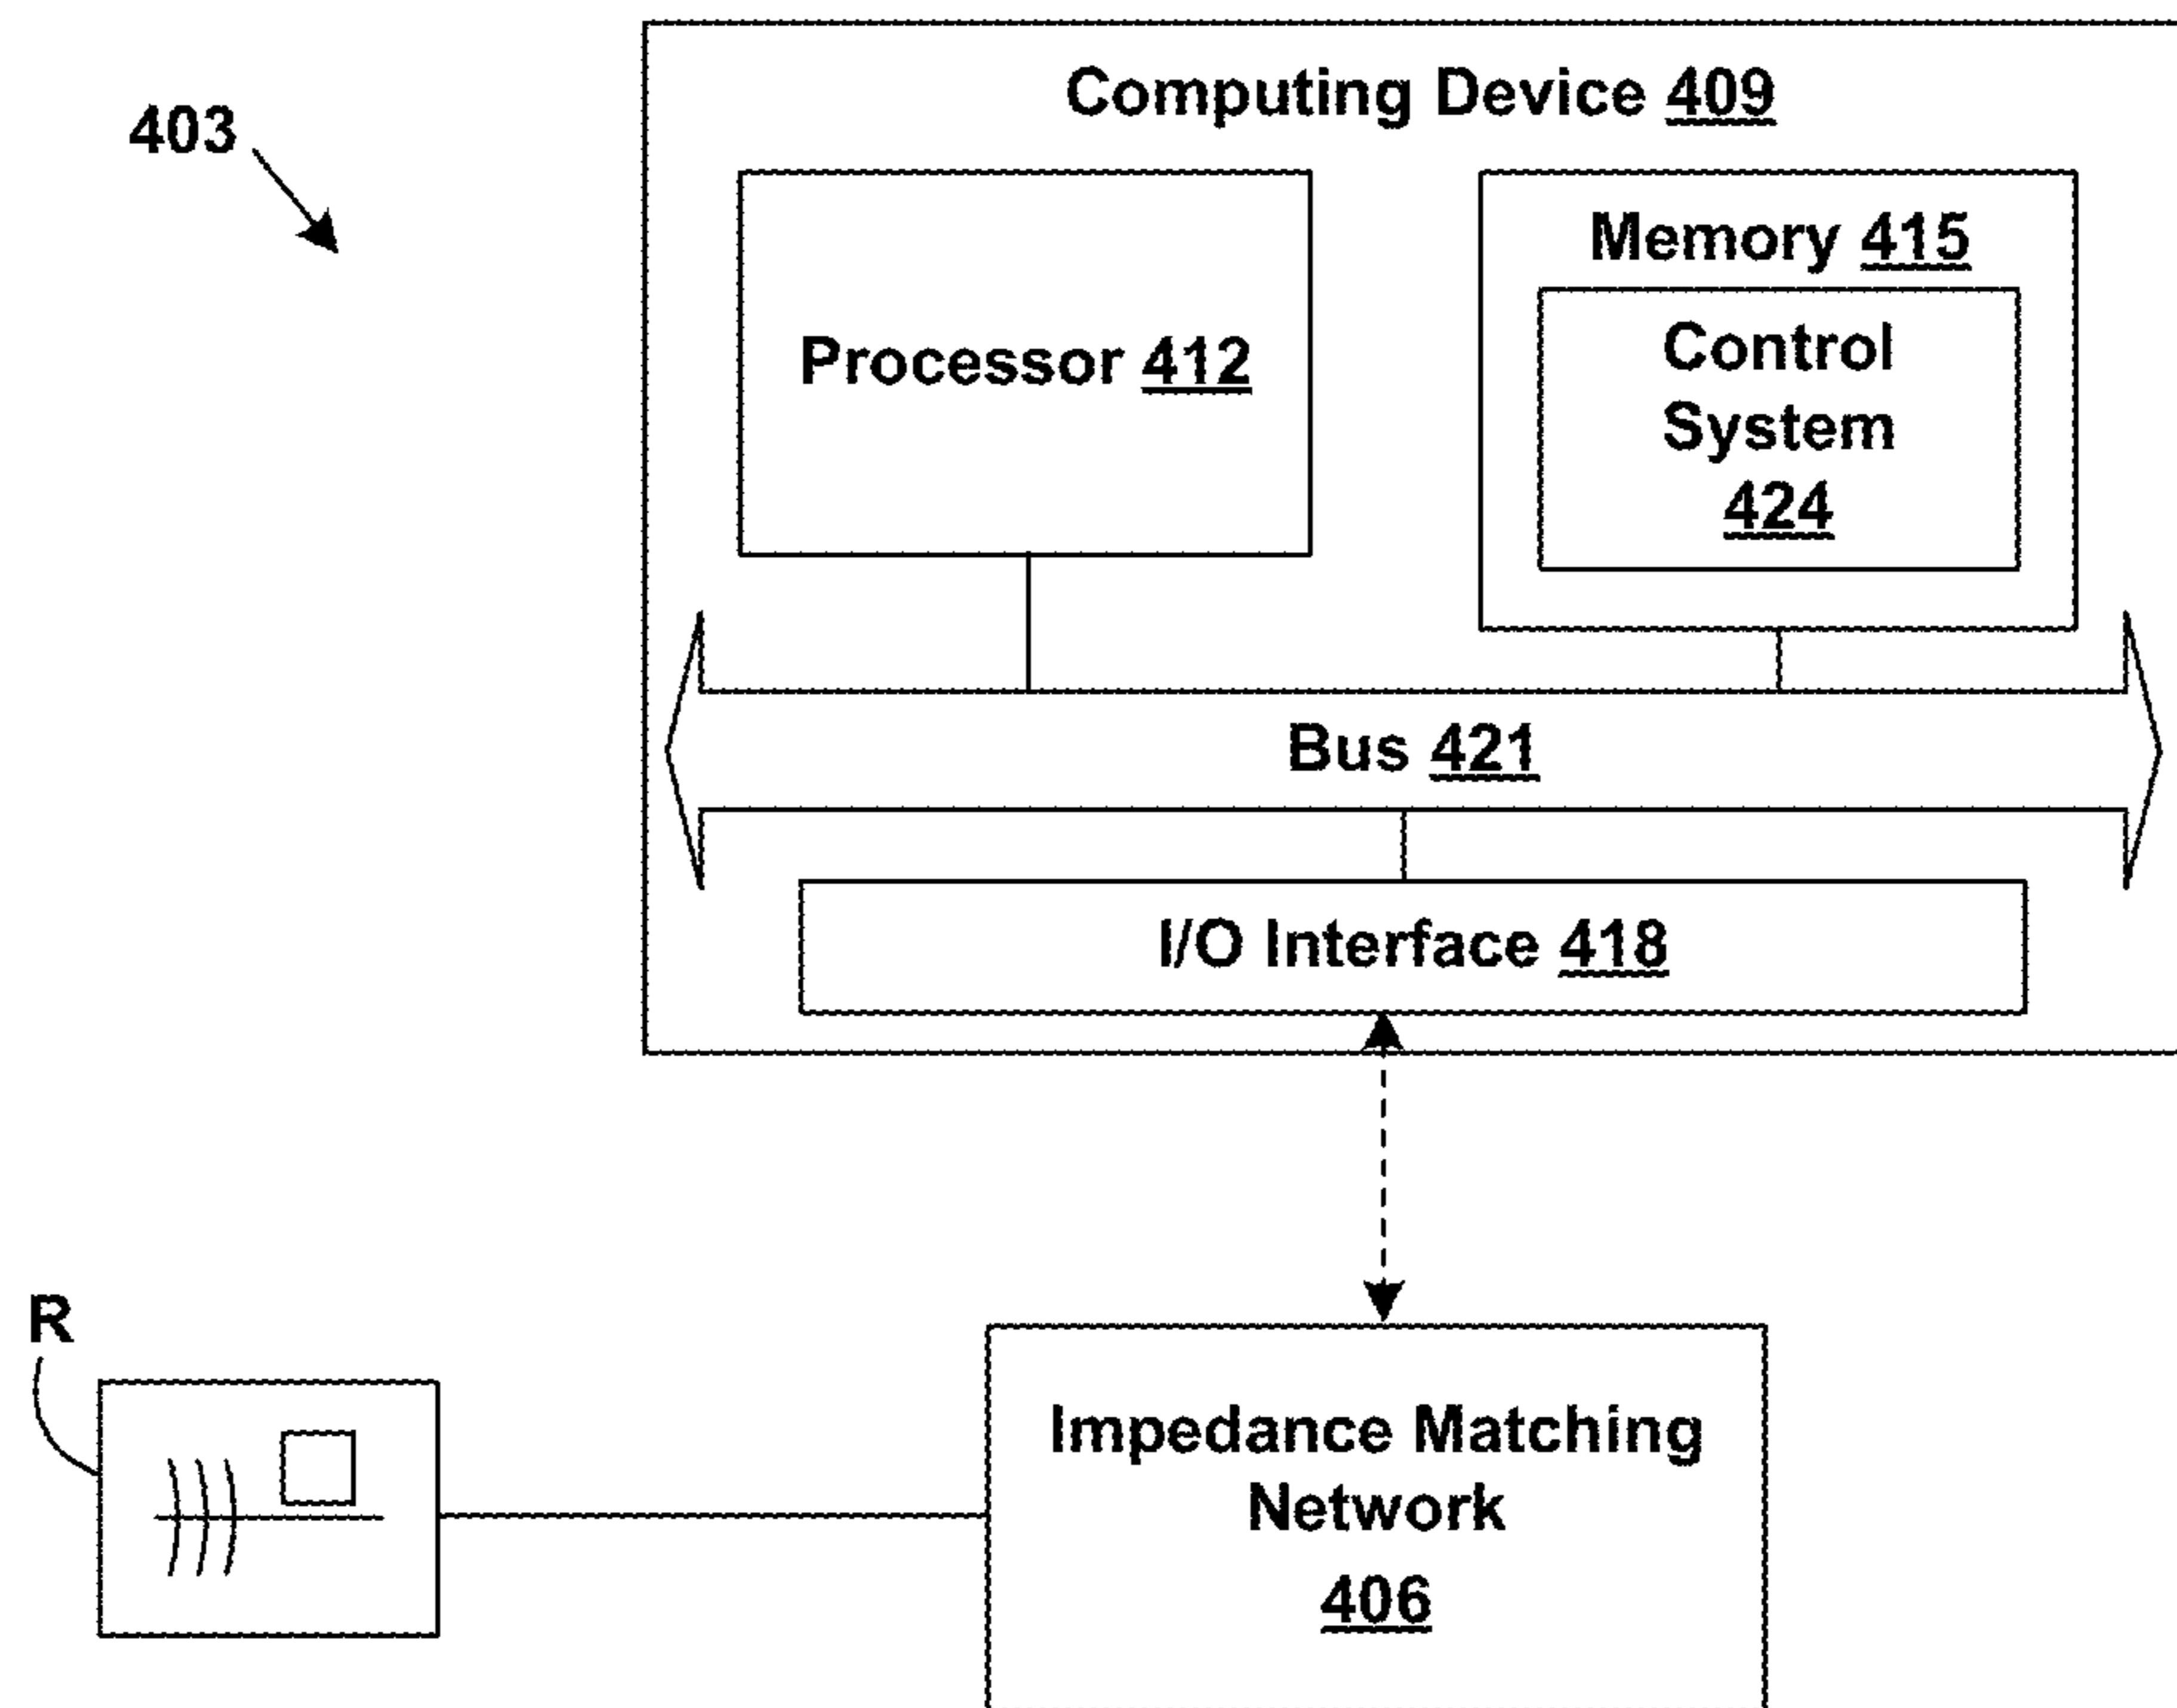 Computing Device 409
403
Memory 415
Processor 412
Control
System
424
Bus 421
I/O Interface 418
R
Impedance Matching
Network
406